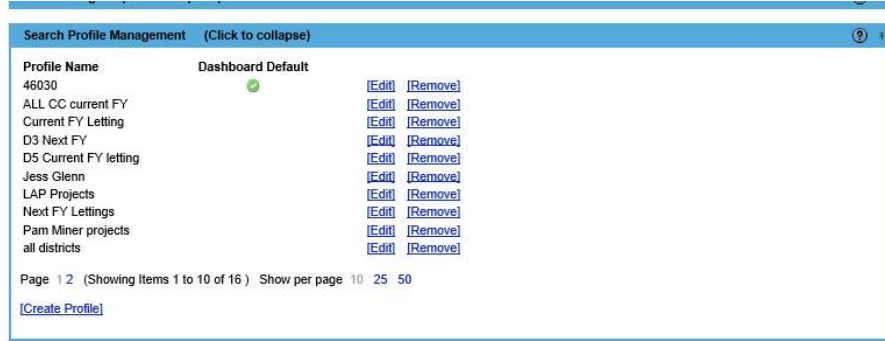 Search Profile Management (Click to collapse)
Profile Name Dashboard Default
46030 [Edit] [Remove]
ALL CC current FY [Edit] [Remove]
Current FY Letting [Edit] [Remove]
D3 Next FY [Edit] [Remove]
D5 Current FY letting [Edit] [Remove]
Jess Glenn [Edit] [Remove]
LAP Projects [Edit] [Remove]
Next FY Lettings [Edit] [Remove]
Pam Miner projects [Edit] [Remove]
all districts [Edit] [Remove]
Page 1 2 (Showing Items 1 to 10 of 16 ) Show per page 10 25 50
[Create Profile]